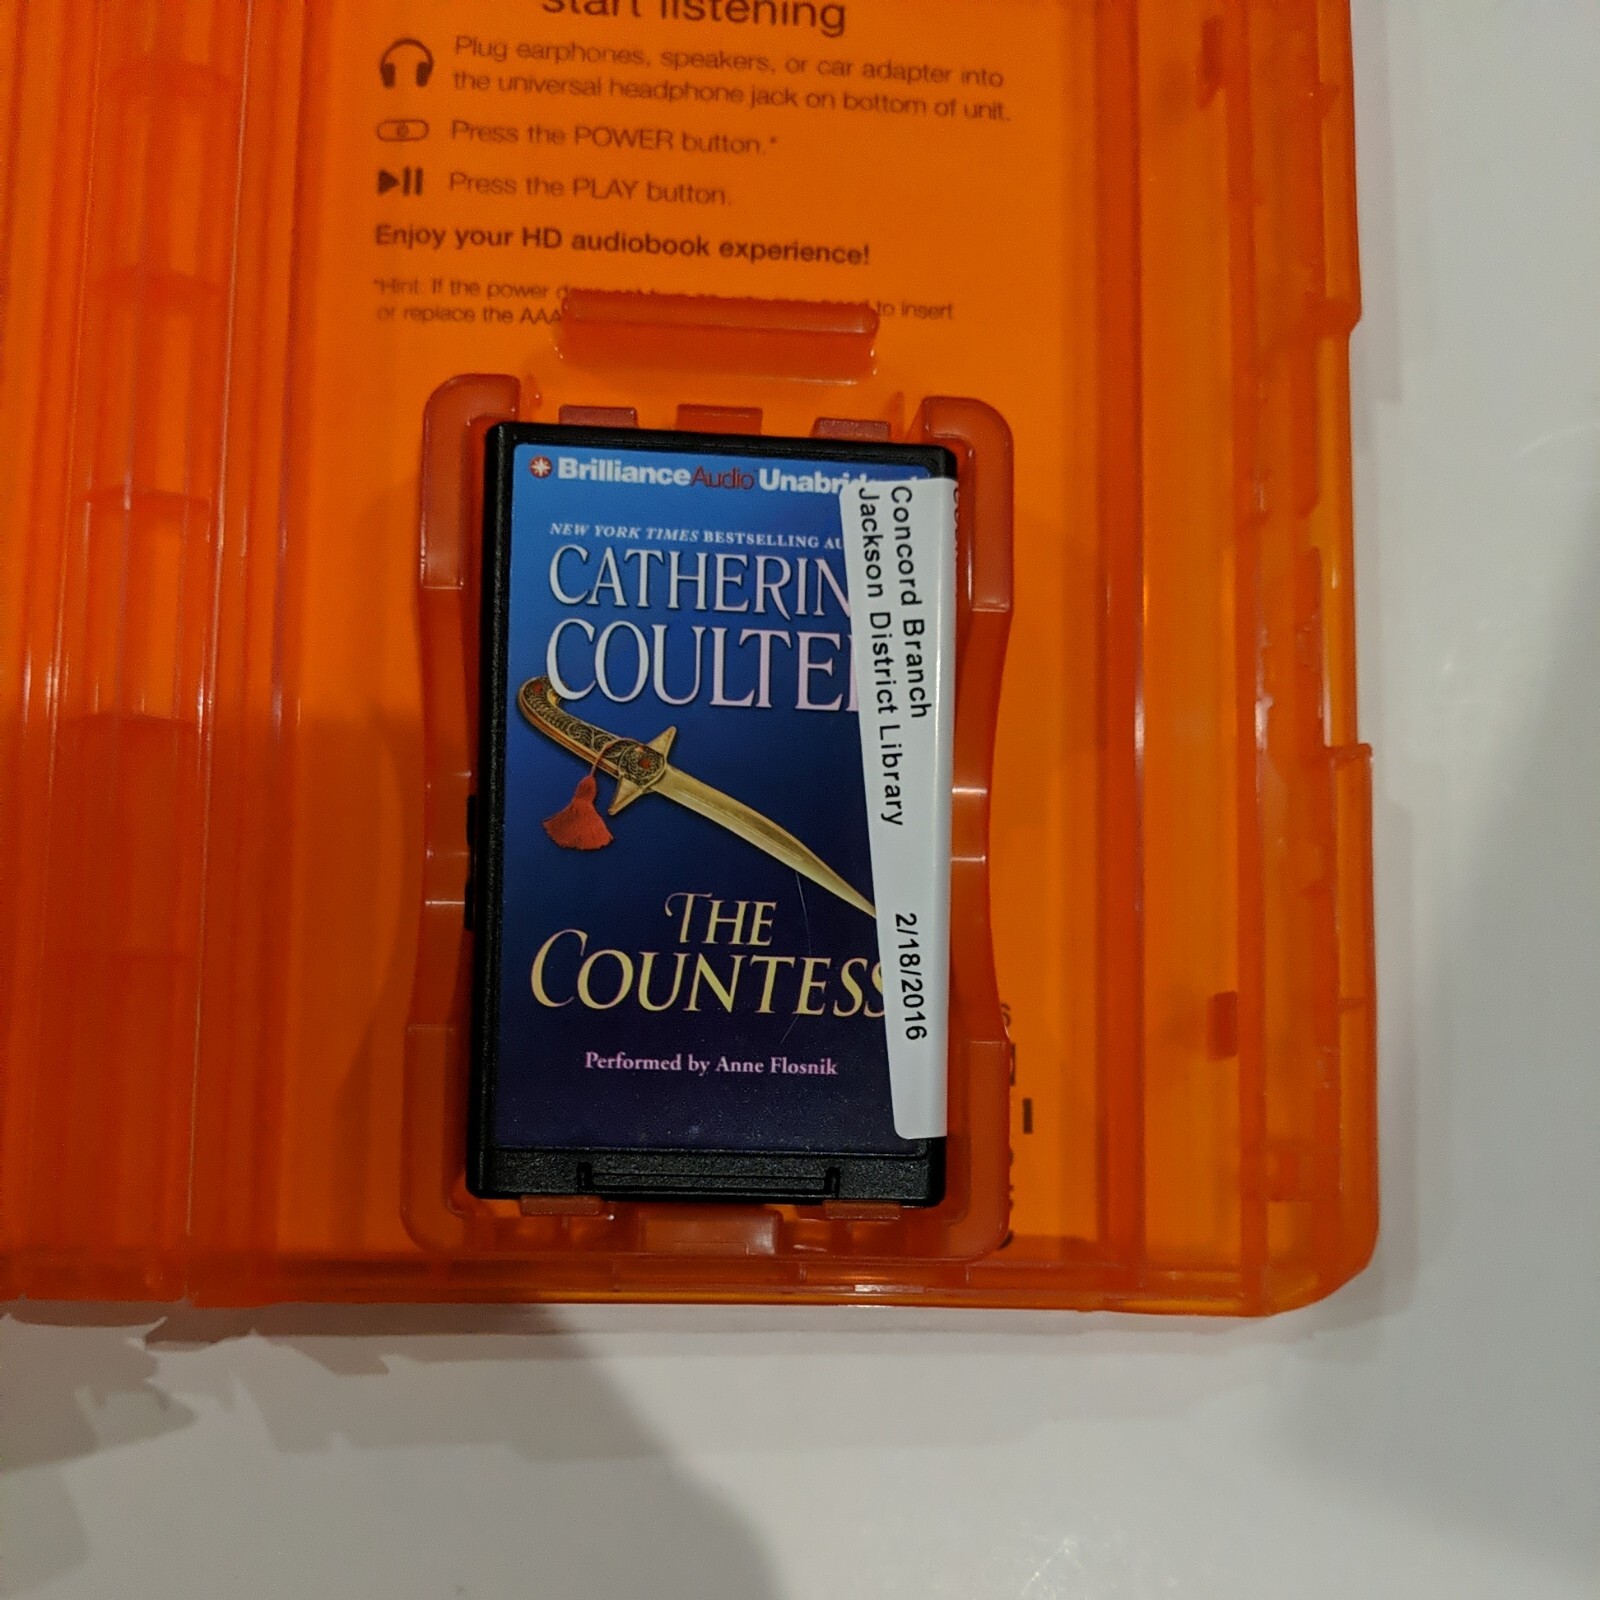 start listening
Plug earphones, speakers, or car adapter into
the universal headphone jack on bottom of unit.
Press the POWER button.*
Press the PLAY button.
Enjoy your HD audiobook experience!
*Hint: If the power to insert
or replace the AAA
BrillianceAudio Unabri
NEW YORK TIMES BESTSELLING AU
CATHERIN
COULTE
THE
COUNTESS
Performed by Anne Flosnik
Concord Branch
Jackson District Library 2/18/2016